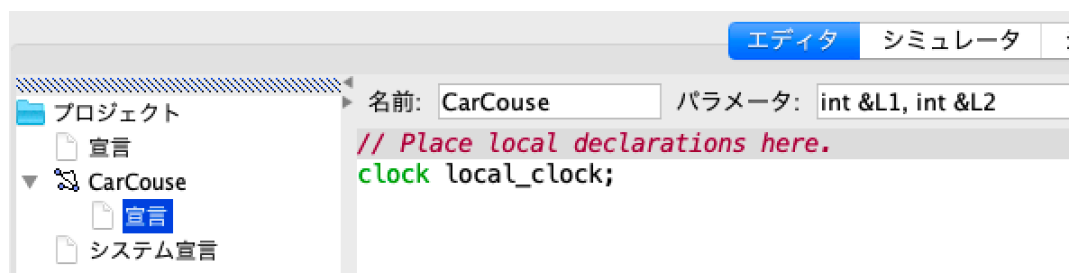 エディタ シミュレータ
名前: CarCouse パラメータ: int &L1, int &L2
プロジェクト
宣言
CarCouse
宣言
システム宣言
// Place local declarations here.
clock local_clock;